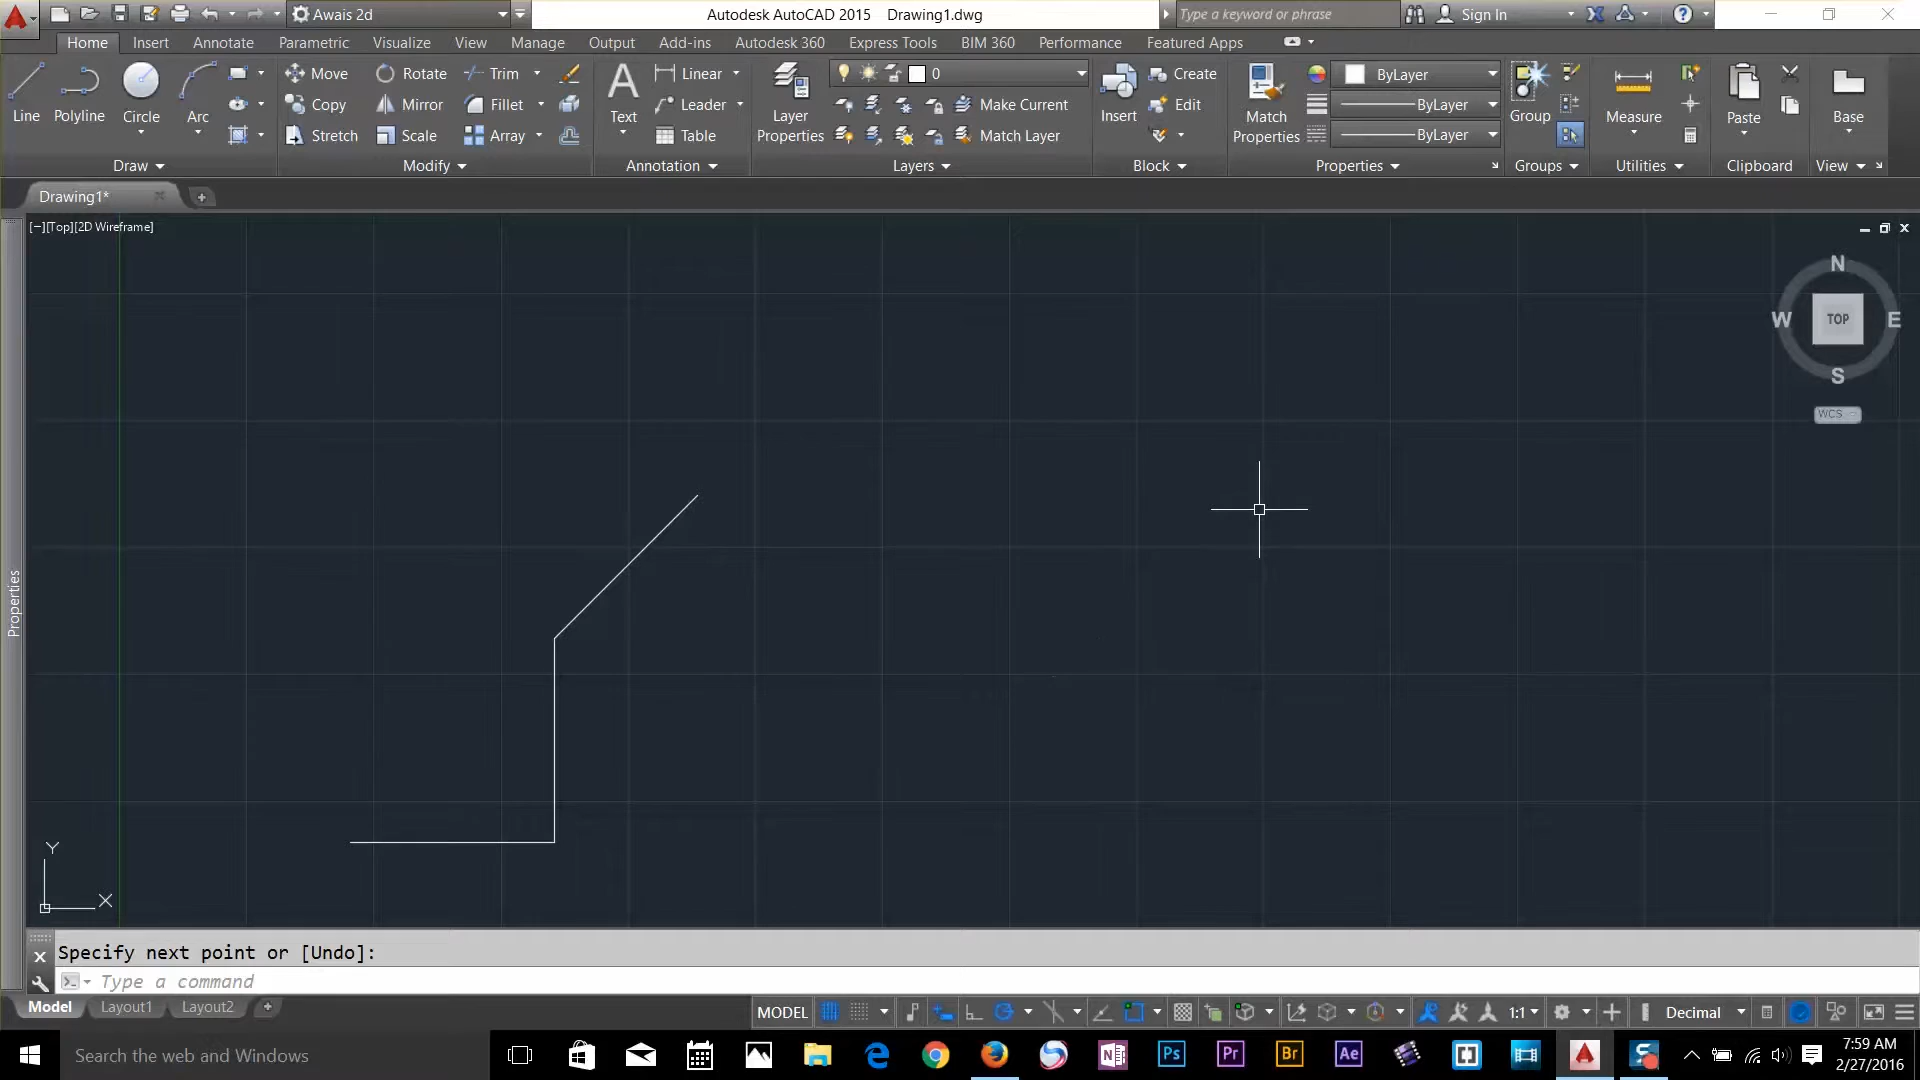 Awais 2d
Autodesk AutoCAD 2015 Drawing1.dwg
Type a keyword or phrase
Sign In
Home Insert Annotate Parametric Visualize View Manage Output Add-ins Autodesk 360 Express Tools BIM 360 Performance Featured Apps
Line
Polyline
Circle
Arc
Draw
Move Rotate Trim
Copy Mirror Fillet
Stretch Scale Array
Modify
Text
Linear
Leader
Table
Annotation
Layer
Properties
0
Make Current
Match Layer
Layers
Insert
Create
Edit
Block
Match
Properties
ByLayer
ByLayer
ByLayer
Properties
Group
Groups
Measure
Utilities
Paste
Clipboard
Base
View
Drawing1*
[−][Top][2D Wireframe]
N
W TOP E
S
WCS
Properties
Y
X
Specify next point or [Undo]:
Type a command
Model Layout1 Layout2
MODEL
1:1
Decimal
Search the web and Windows
N
Ps
Pr
Br
Ae
7:59 AM
2/27/2016